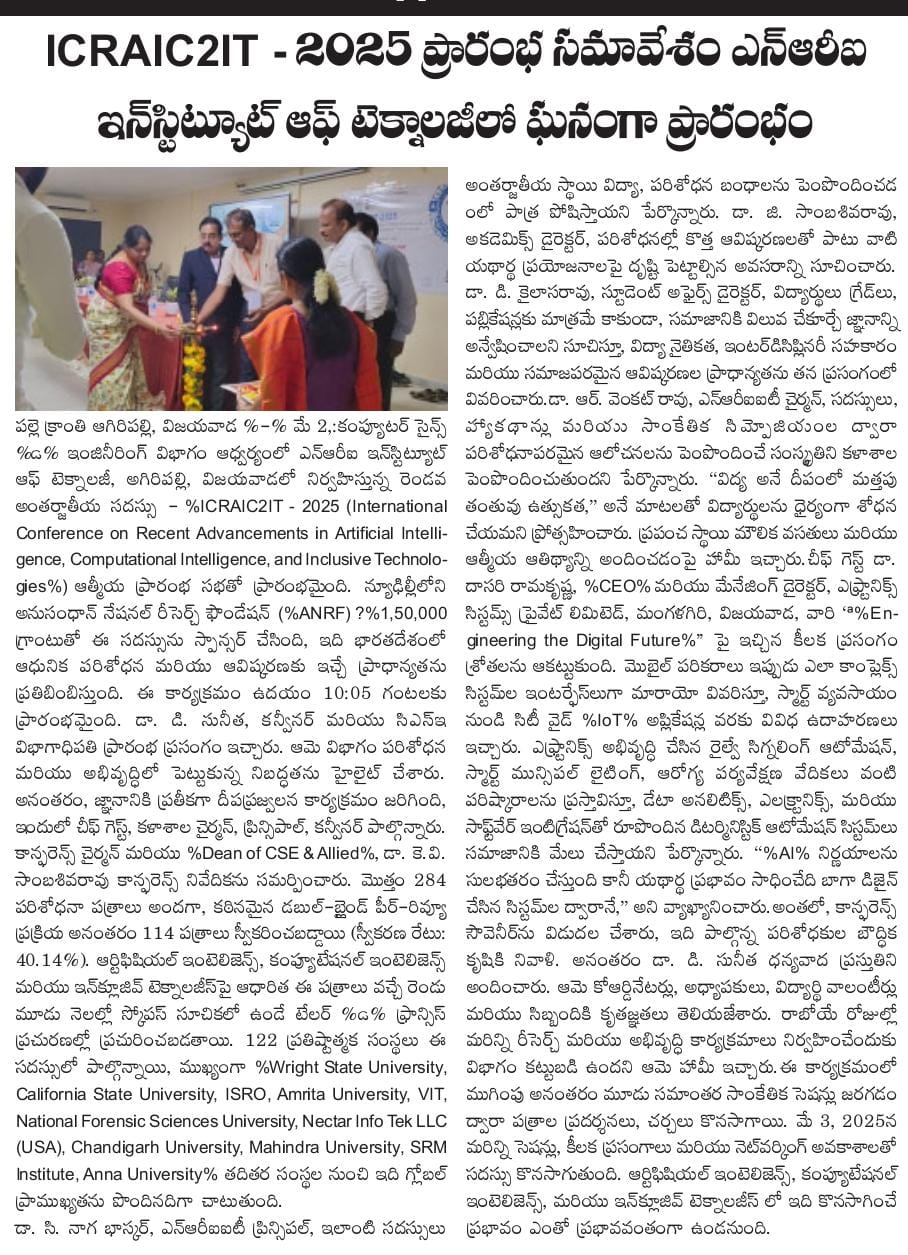 ICRAIC2IT - 2025 ప్రారంభ సమావేశం ఎన్ఆర్ఐ
ఇన్‌స్టిట్యూట్ ఆఫ్ టెక్నాలజీలో ఘనంగా ప్రారంభం
పల్లె క్రాంతి ఆగిరిపల్లి, విజయవాడ %–% మే 2,:కంప్యూటర్ సైన్స్
%డ% ఇంజినీరింగ్ విభాగం ఆధ్వర్యంలో ఎన్ఆర్ఐ ఇన్‌స్టిట్యూట్
ఆఫ్ టెక్నాలజీ, అగిరిపల్లి, విజయవాడలో నిర్వహిస్తున్న రెండవ
అంతర్జాతీయ సదస్సు – %ICRAIC2IT - 2025 (International
Conference on Recent Advancements in Artificial Intelli-
gence, Computational Intelligence, and Inclusive Technolo-
gies%) ఆత్మీయ ప్రారంభ సభతో ప్రారంభమైంది. న్యూఢిల్లీలోని
అనుసంధాన్ నేషనల్ రీసెర్చ్ ఫౌండేషన్ (%ANRF) ?%1,50,000
గ్రాంటుతో ఈ సదస్సును స్పాన్సర్ చేసింది, ఇది భారతదేశంలో
ఆధునిక పరిశోధన మరియు ఆవిష్కరణకు ఇచ్చే ప్రాధాన్యతను
ప్రతిబింబిస్తుంది. ఈ కార్యక్రమం ఉదయం 10:05 గంటలకు
ప్రారంభమైంది. డా. డి. సునీత, కన్వీనర్ మరియు సిఎస్ఇ
విభాగాధిపతి ప్రారంభ ప్రసంగం ఇచ్చారు. ఆమె విభాగం పరిశోధన
మరియు అభివృద్ధిలో పెట్టుకున్న నిబద్ధతను హైలైట్ చేశారు.
అనంతరం, జ్ఞానానికి ప్రతీకగా దీపప్రజ్వలన కార్యక్రమం జరిగింది,
ఇందులో చీఫ్ గెస్ట్, కళాశాల చైర్మన్, ప్రిన్సిపాల్, కన్వీనర్ పాల్గొన్నారు.
కాన్ఫరెన్స్ చైర్మన్ మరియు %Dean of CSE & Allied%, డా. కె.వి.
సాంబశివరావు కాన్ఫరెన్స్ నివేదికను సమర్పించారు. మొత్తం 284
పరిశోధనా పత్రాలు అందగా, కఠినమైన డబుల్–బ్లైండ్ పీర్–రివ్యూ
ప్రక్రియ అనంతరం 114 పత్రాలు స్వీకరించబడ్డాయి (స్వీకరణ రేటు:
40.14%). ఆర్టిఫిషియల్ ఇంటెలిజెన్స్, కంప్యూటేషనల్ ఇంటెలిజెన్స్
మరియు ఇన్‌క్లూజివ్ టెక్నాలజీస్‌పై ఆధారిత ఈ పత్రాలు వచ్చే రెండు
మూడు నెలల్లో స్కోపస్ సూచికలో ఉండే టేలర్ %డ% ఫ్రాన్సిస్
ప్రచురణల్లో ప్రచురించబడతాయి. 122 ప్రతిష్టాత్మక సంస్థలు ఈ
సదస్సులో పాల్గొన్నాయి, ముఖ్యంగా %Wright State University,
California State University, ISRO, Amrita University, VIT,
National Forensic Sciences University, Nectar Info Tek LLC
(USA), Chandigarh University, Mahindra University, SRM
Institute, Anna University% తదితర సంస్థల నుంచి ఇది గ్లోబల్
ప్రాముఖ్యతను పొందినదిగా చాటుతుంది.
డా. సి. నాగ భాస్కర్, ఎన్ఆర్ఐఐటీ ప్రిన్సిపల్, ఇలాంటి సదస్సులు
అంతర్జాతీయ స్థాయి విద్యా, పరిశోధన బంధాలను పెంపొందించడ
ంలో పాత్ర పోషిస్తాయని పేర్కొన్నారు. డా. జి. సాంబశివరావు,
అకడెమిక్స్ డైరెక్టర్, పరిశోధనల్లో కొత్త ఆవిష్కరణలతో పాటు వాటి
యథార్థ ప్రయోజనాలపై దృష్టి పెట్టాల్సిన అవసరాన్ని సూచించారు.
డా. డి. కైలాసరావు, స్టూడెంట్ అఫైర్స్ డైరెక్టర్, విద్యార్థులు గ్రేడ్‌లు,
పబ్లికేషన్లకు మాత్రమే కాకుండా, సమాజానికి విలువ చేకూర్చే జ్ఞానాన్ని
అన్వేషించాలని సూచిస్తూ, విద్యా నైతికత, ఇంటర్‌డిసిప్లినరీ సహకారం
మరియు సమాజపరమైన ఆవిష్కరణల ప్రాధాన్యతను తన ప్రసంగంలో
వివరించారు.డా. ఆర్. వెంకట్ రావు, ఎన్ఆర్ఐఐటీ చైర్మన్, సదస్సులు,
హ్యాకథాన్లు మరియు సాంకేతిక సిమ్పోజియంల ద్వారా
పరిశోధనాపరమైన ఆలోచనలను పెంపొందించే సంస్కృతిని కళాశాల
పెంపొందించుతుందని పేర్కొన్నారు. “విద్య అనే దీపంలో మత్తపు
తంతువు ఉత్సుకత,” అనే మాటలతో విద్యార్థులను ధైర్యంగా శోధన
చేయమని ప్రోత్సహించారు. ప్రపంచ స్థాయి మౌలిక వసతులు మరియు
ఆత్మీయ ఆతిథ్యాన్ని అందించడంపై హామీ ఇచ్చారు.చీఫ్ గెస్ట్ డా.
దాసరి రామకృష్ణ, %CEO% మరియు మేనేజింగ్ డైరెక్టర్, ఎఫ్ట్రానిక్స్
సిస్టమ్స్ ప్రైవేట్ లిమిటెడ్, మంగళగిరి, విజయవాడ, వారి “ª%En-
gineering the Digital Future%” పై ఇచ్చిన కీలక ప్రసంగం
శ్రోతలను ఆకట్టుకుంది. మొబైల్ పరికరాలు ఇప్పుడు ఎలా కాంప్లెక్స్
సిస్టమ్‌ల ఇంటర్ఫేస్‌లుగా మారాయో వివరిస్తూ, స్మార్ట్ వ్యవసాయం
నుండి సిటీ వైడ్ %IoT% అప్లికేషన్ల వరకు వివిధ ఉదాహరణలు
ఇచ్చారు. ఎఫ్ట్రానిక్స్ అభివృద్ధి చేసిన రైల్వే సిగ్నలింగ్ ఆటోమేషన్,
స్మార్ట్ మున్సిపల్ లైటింగ్, ఆరోగ్య పర్యవేక్షణ వేదికలు వంటి
పరిష్కారాలను ప్రస్తావిస్తూ, డేటా అనలిటిక్స్, ఎలక్ట్రానిక్స్, మరియు
సాఫ్ట్‌వేర్ ఇంటిగ్రేషన్‌తో రూపొందిన డిటర్మినిస్టిక్ ఆటోమేషన్ సిస్టమ్‌లు
సమాజానికి మేలు చేస్తాయని పేర్కొన్నారు. “%AI% నిర్ణయాలను
సులభతరం చేస్తుంది కానీ యథార్థ ప్రభావం సాధించేది బాగా డిజైన్
చేసిన సిస్టమ్‌ల ద్వారానే,” అని వ్యాఖ్యానించారు.అంతలో, కాన్ఫరెన్స్
సౌవెనీర్‌ను విడుదల చేశారు, ఇది పాల్గొన్న పరిశోధకుల బౌద్ధిక
కృషికి నివాళి. అనంతరం డా. డి. సునీత ధన్యవాద ప్రస్తుతిని
అందించారు. ఆమె కోఆర్డినేటర్లు, అధ్యాపకులు, విద్యార్థి వాలంటీర్లు
మరియు సిబ్బందికి కృతజ్ఞతలు తెలియజేశారు. రాబోయే రోజుల్లో
మరిన్ని రీసెర్చ్ మరియు అభివృద్ధి కార్యక్రమాలు నిర్వహించేందుకు
విభాగం కట్టుబడి ఉందని ఆమె హామీ ఇచ్చారు.ఈ కార్యక్రమంలో
ముగింపు అనంతరం మూడు సమాంతర సాంకేతిక సెషన్లు జరగడం
ద్వారా పత్రాల ప్రదర్శనలు, చర్చలు కొనసాగాయి. మే 3, 2025న
మరిన్ని సెషన్లు, కీలక ప్రసంగాలు మరియు నెట్‌వర్కింగ్ అవకాశాలతో
సదస్సు కొనసాగుతుంది. ఆర్టిఫిషియల్ ఇంటెలిజెన్స్, కంప్యూటేషనల్
ఇంటెలిజెన్స్, మరియు ఇన్‌క్లూజివ్ టెక్నాలజీస్ లో ఇది కొనసాగించే
ప్రభావం ఎంతో ప్రభావవంతంగా ఉండనుంది.